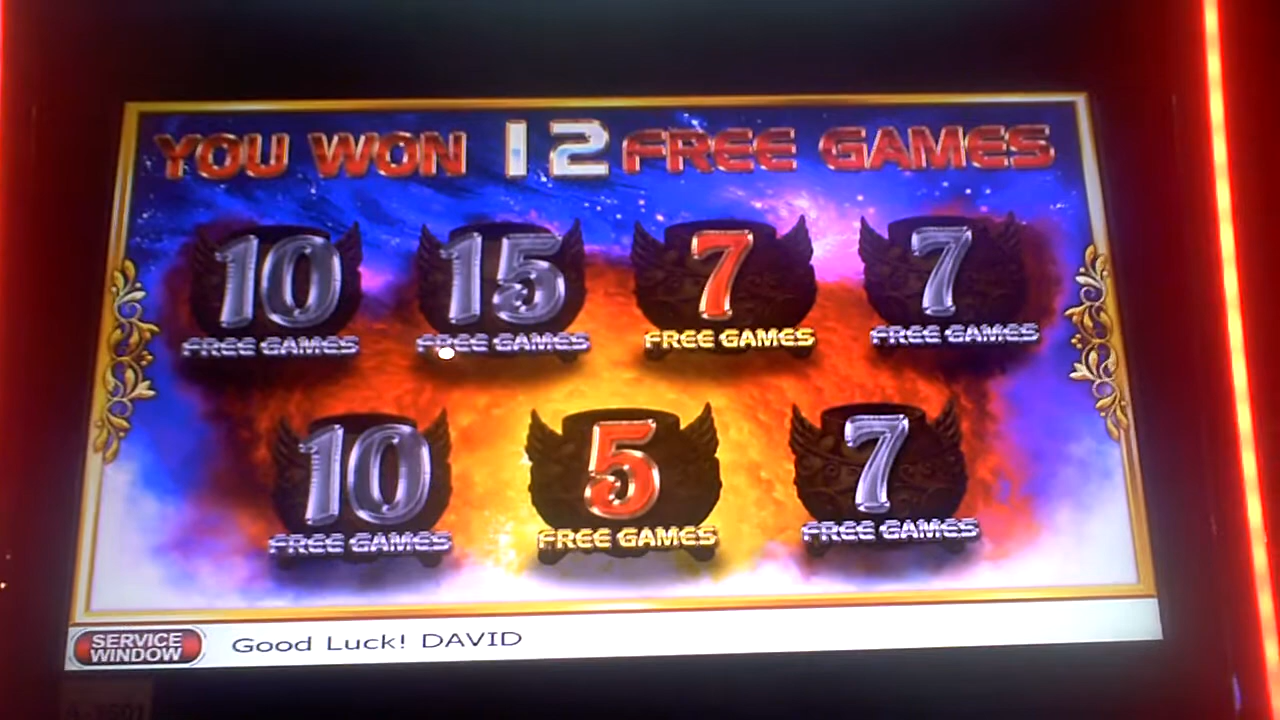 YOU WON 12 FREE GAMES
10 15 7 7
FREE GAMES FREE GAMES FREE GAMES FREE GAMES
10 5 7
FREE GAMES FREE GAMES FREE GAMES
SERVICE WINDOW Good Luck! DAVID